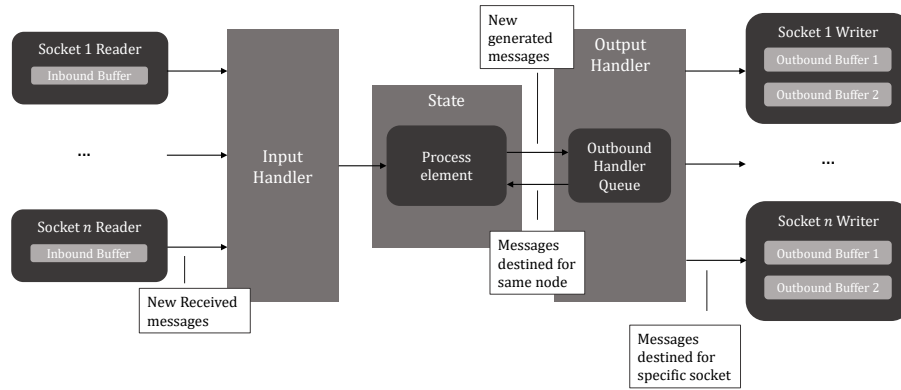 Socket 1 Reader
Inbound Buffer
...
Socket n Reader
Inbound Buffer
New Received
messages
Input
Handler
State
Process
element
New
generated
messages
Messages
destined for
same node
Output
Handler
Outbound
Handler
Queue
Messages
destined for
specific socket
Socket 1 Writer
Outbound Buffer 1
Outbound Buffer 2
...
Socket n Writer
Outbound Buffer 1
Outbound Buffer 2